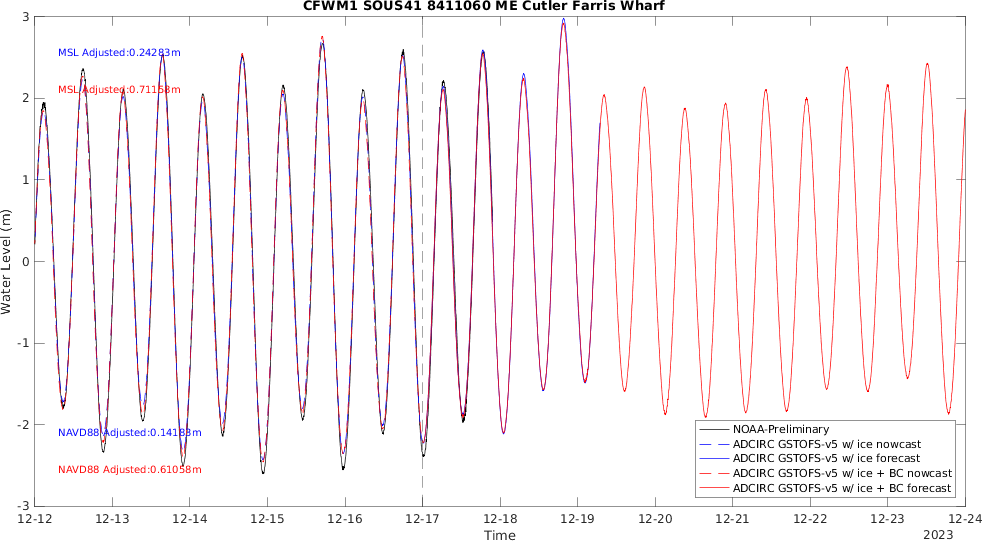 CFWM1 SOUS41 8411060 ME Cutler Farris Wharf
3
MSL Adjusted:0.24283m
MSL Adjusted:0.71158m
2
1
0
-1
-2
-3
Water Level (m)
NAVD88 Adjusted:0.14183m
NAVD88 Adjusted:0.61058m
NOAA-Preliminary
ADCIRC GSTOFS-v5 w/ ice nowcast
ADCIRC GSTOFS-v5 w/ ice forecast
ADCIRC GSTOFS-v5 w/ ice + BC nowcast
ADCIRC GSTOFS-v5 w/ ice + BC forecast
12-12 12-13 12-14 12-15 12-16 12-17 12-18 12-19 12-20 12-21 12-22 12-23 12-24
Time
2023